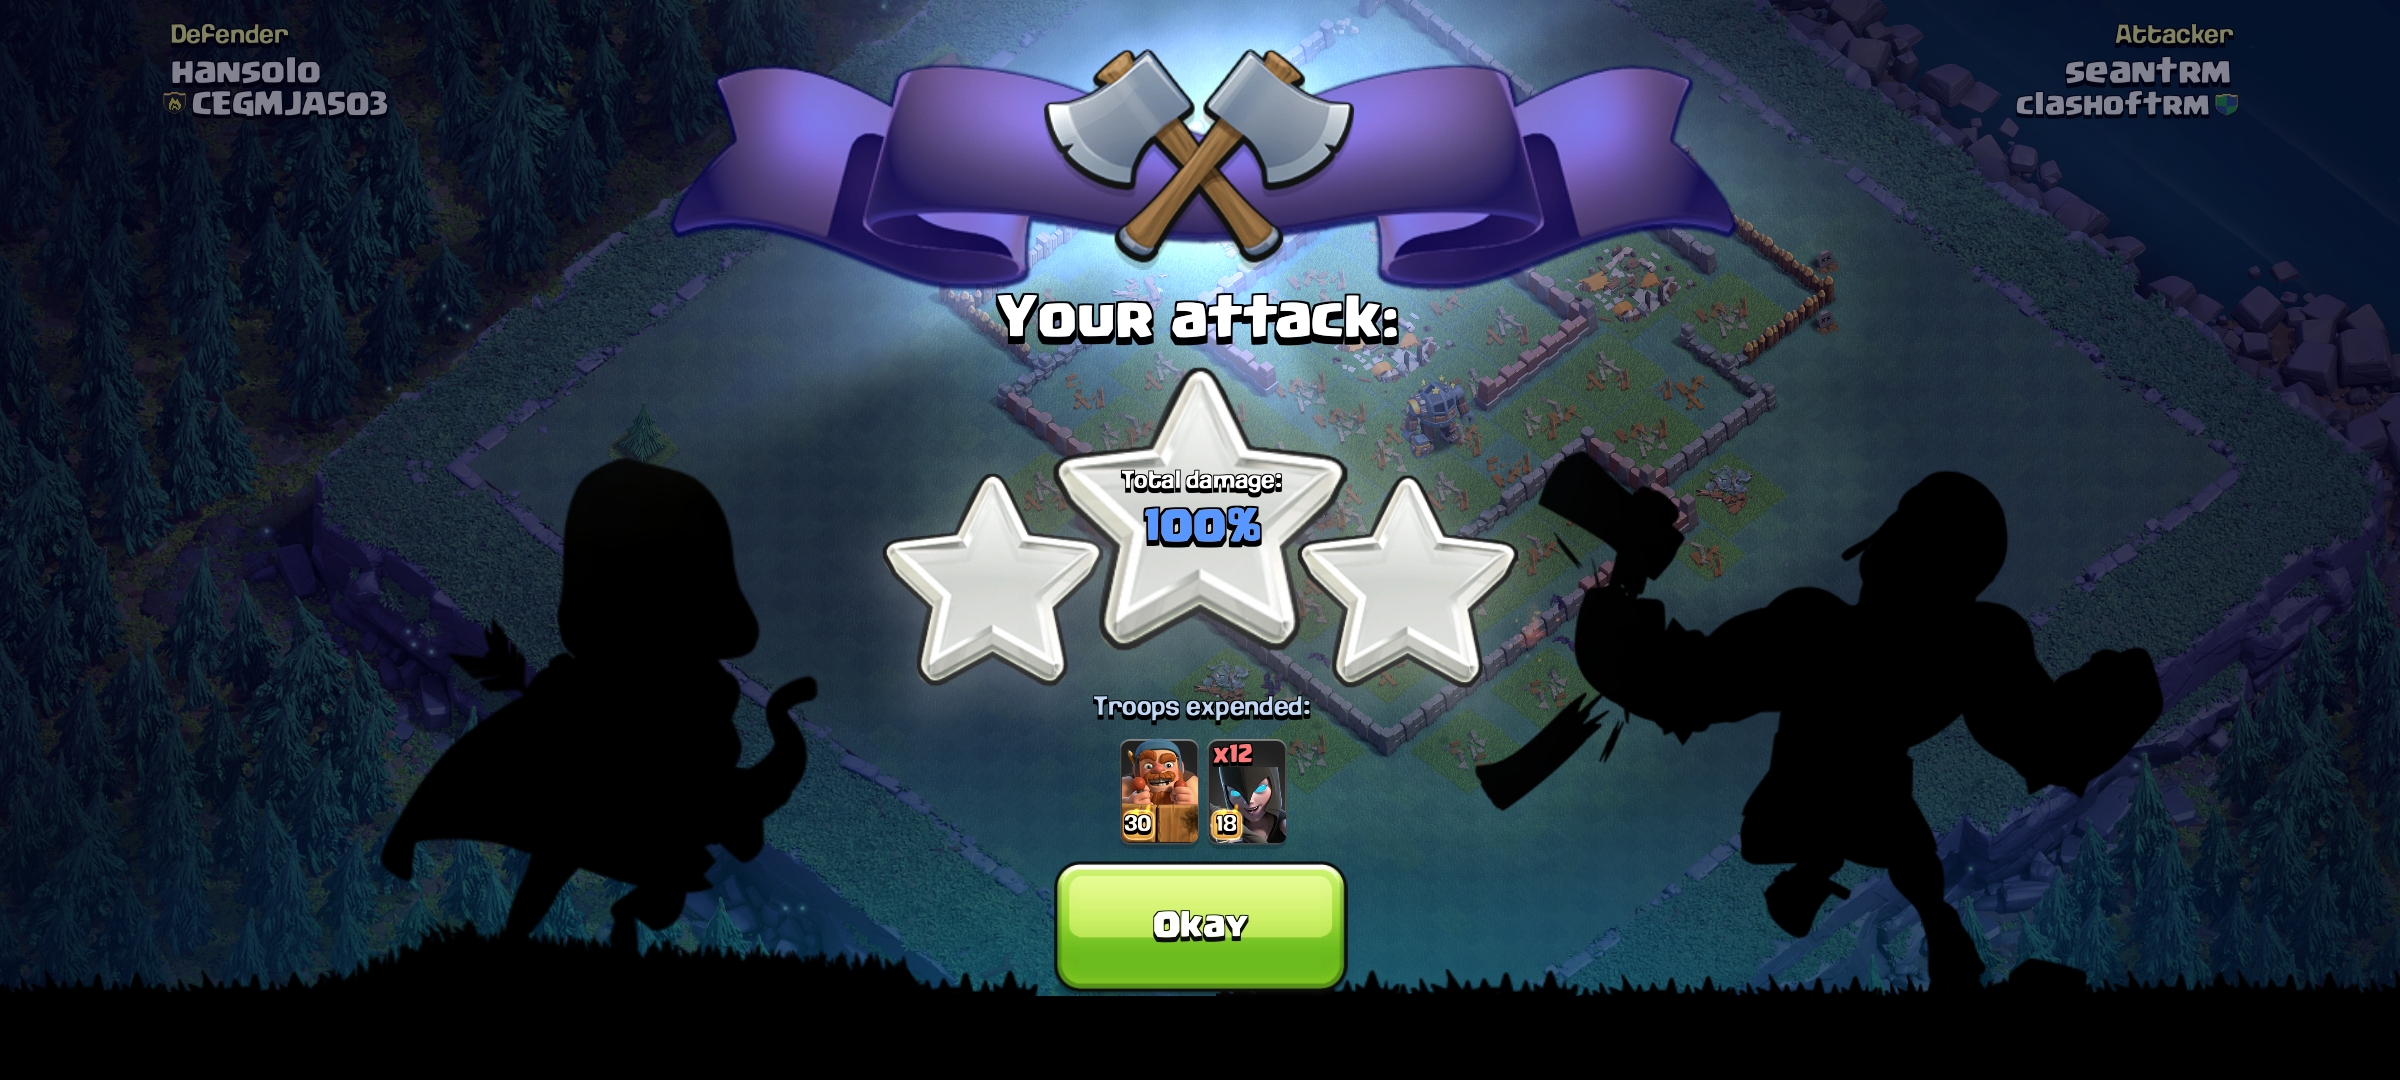 Defender
Hansolo
CEGMJA503
Attacker
seantRM
clashoftRM
Your attack:
Total damage:
100%
Troops expended:
x12
30
18
Okay